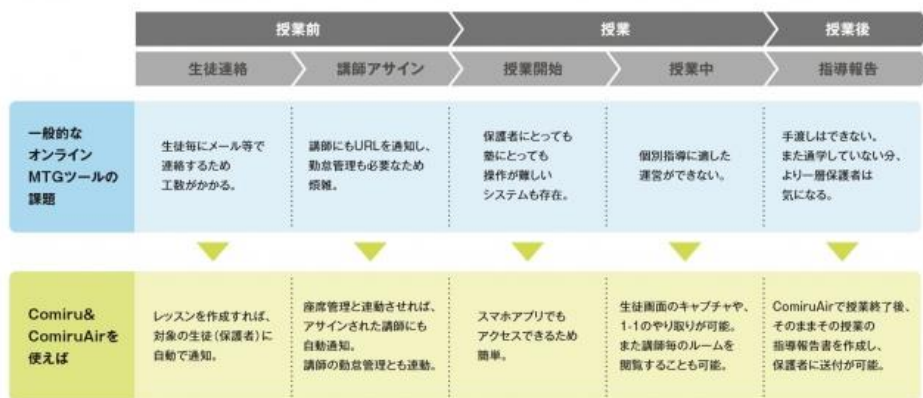 授業前
授業
授業後
生徒連絡
講師アサイン
授業開始
授業中
指導報告
一般的な
オンライン
MTGツールの
課題
生徒毎にメール等で
連絡するため
工数がかかる。
講師にもURLを通知し、
勤怠管理も必要なため
煩雑。
保護者にとっても
塾にとっても
操作が難しい
システムも存在。
個別指導に適した
運営ができない。
手渡しはできない。
また通学していない分、
より一層保護者は
気になる。
Comiru&
ComiruAirを
使えば
レッスンを作成すれば、
対象の生徒(保護者)に
自動で通知。
座席管理と連動させれば、
アサインされた講師にも
自動通知。
講師の勤怠管理とも連動。
スマホアプリでも
アクセスできるため
簡単。
生徒画面のキャプチャや、
1-1のやり取りが可能。
また講師毎のルームを
閲覧することも可能。
ComiruAirで授業終了後、
そのままその授業の
指導報告書を作成し、
保護者に送付が可能。